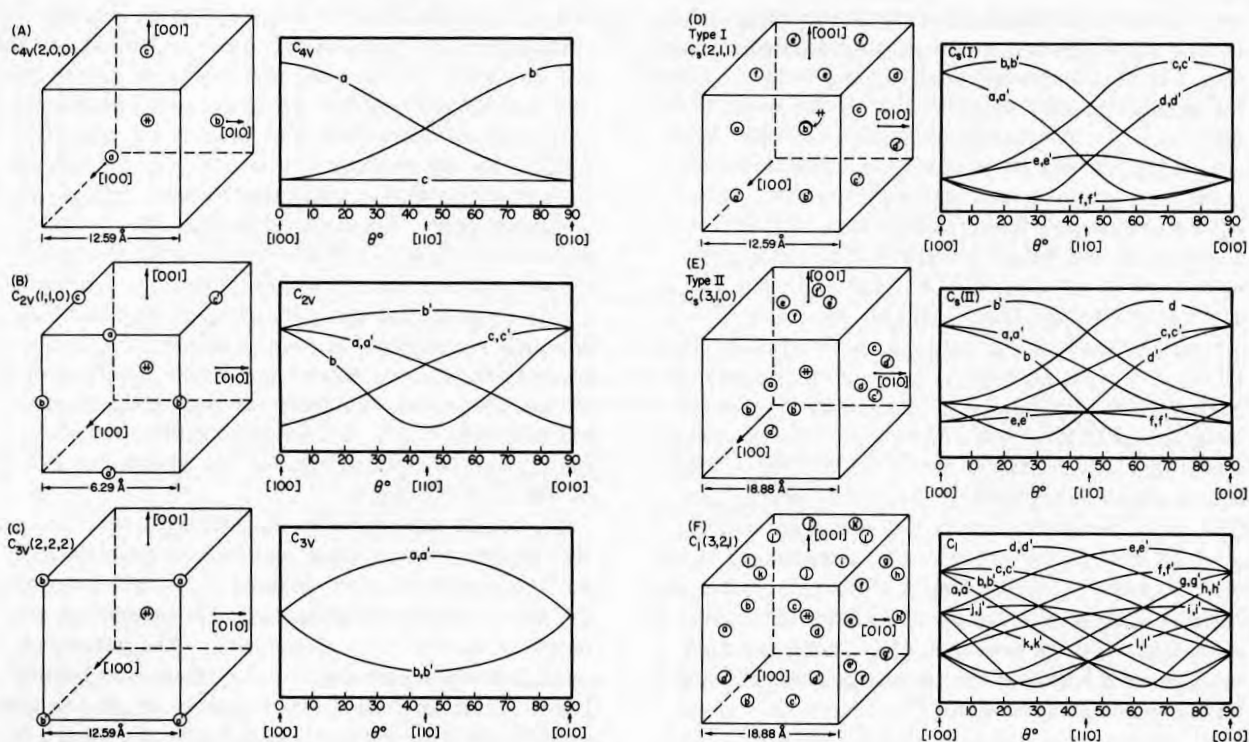 (A)
C4V(2,0,0)
[001]
c
#
b
[010]
a
[100]
12.59 Å
C4V
a
b
c
0 10 20 30 40 50 60 70 80 90
[100] θ° [110] [010]
(B)
C2V(1,1,0)
[001]
c c'
a
#
[010]
b b'
[100]
a'
6.29 Å
C2V
b'
a,a'
c,c'
b
0 10 20 30 40 50 60 70 80 90
[100] θ° [110] [010]
(C)
C3V(2,2,2)
[001]
b a
#
[010]
[100]
b' a'
12.59 Å
C3V
a,a'
b,b'
0 10 20 30 40 50 60 70 80 90
[100] θ° [110] [010]
(D)
Type I
Cs(2,1,1)
[001]
f e d
#
c
a b
[010]
[100]
12.59 Å
Cs(I)
b,b' c,c'
a,a' d,d'
e,e'
f,f'
0 10 20 30 40 50 60 70 80 90
[100] θ° [110] [010]
(E)
Type II
Cs(3,1,0)
[001]
e
f
c
#
a
d
[010]
c'
b
[100]
18.88 Å
Cs(II)
b' d
a,a' c,c'
b d'
e,e' f,f'
0 10 20 30 40 50 60 70 80 90
[100] θ° [110] [010]
(F)
C1(3,2,1)
[001]
i g
k j h
f
b c
#
a d e
[010]
[100]
18.88 Å
C1
d,d' e,e'
c,c' f,f'
b,b' g,g'
a,a' h,h'
j,j' i,i'
k,k' l,l'
0 10 20 30 40 50 60 70 80 90
[100] θ° [110] [010]